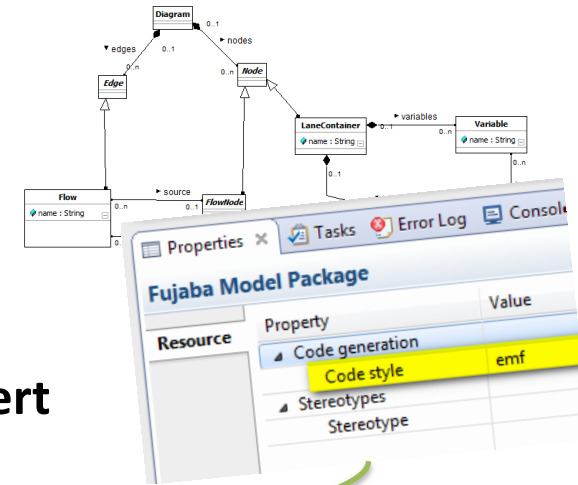 Diagram
0..1
▼ edges
0..1
► nodes
0..n
0..n
Edge
Node
LaneContainer
name : String
0..1
► variables
0..n
Variable
name : String
0..1
0..n
Flow
name : String
0..n
► source
0..1
FlowNode
0..
Properties
Tasks
Error Log
Console
Fujaba Model Package
Resource
Property
Value
Code generation
Code style
emf
Stereotypes
Stereotype
ert